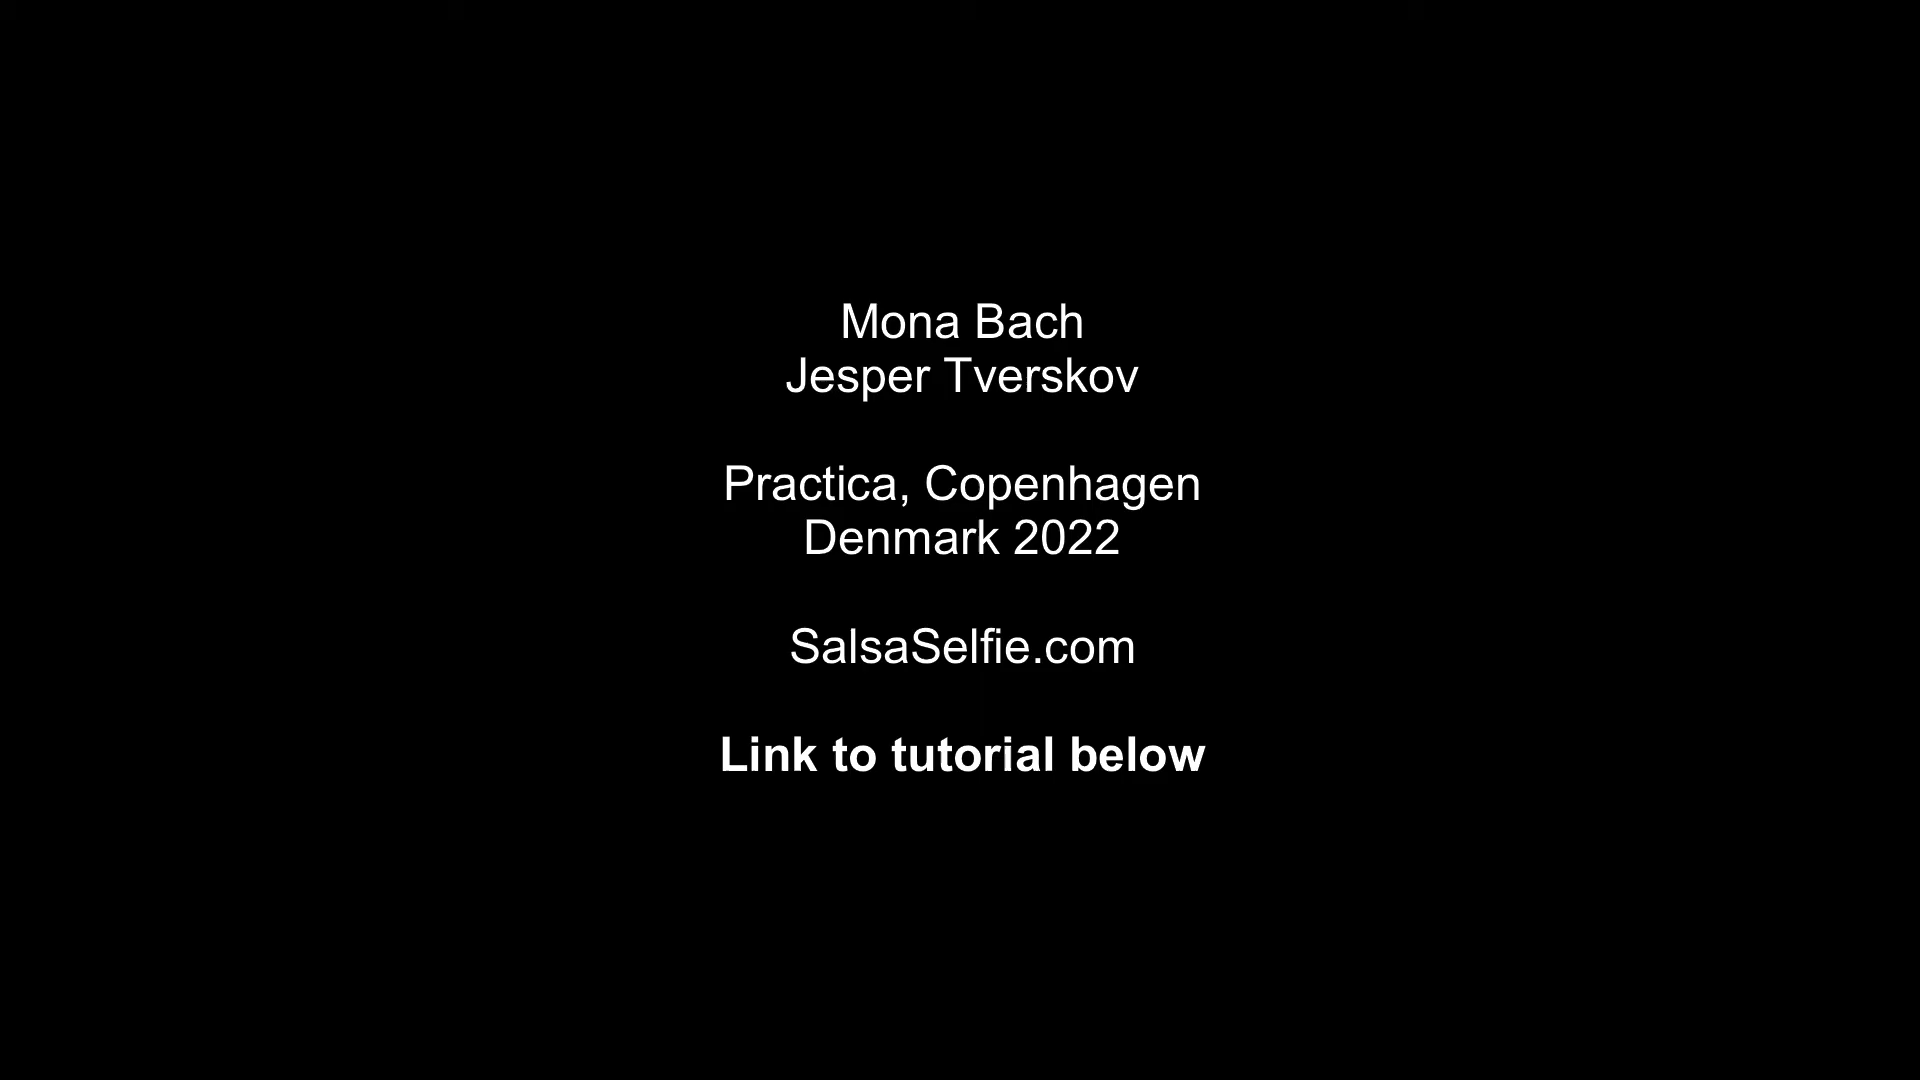 Mona Bach
Jesper Tverskov
Practica, Copenhagen
Denmark 2022
SalsaSelfie.com
Link to tutorial below